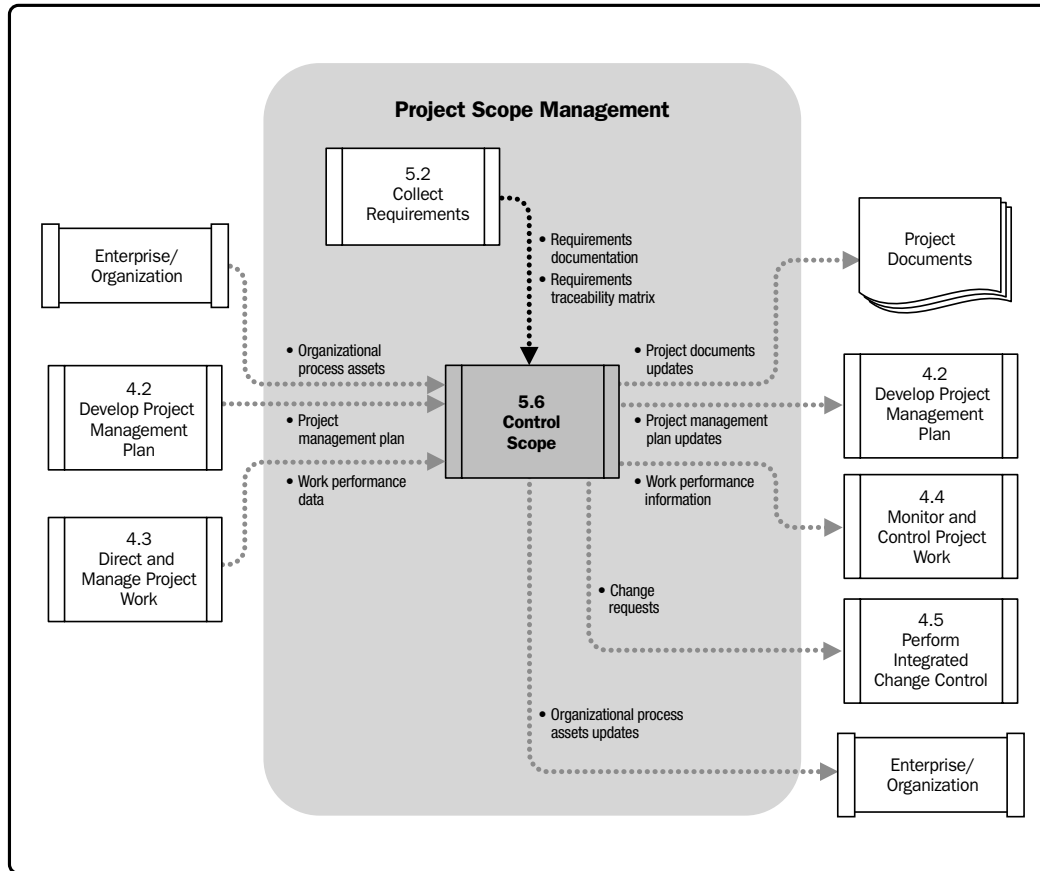 Project Scope Management
5.2
Collect
Requirements
Enterprise/
Organization
• Requirements
documentation
• Requirements
traceability matrix
Project
Documents
• Organizational
process assets
• Project documents
updates
4.2
Develop Project
Management
Plan
• Project
management plan
5.6
Control
Scope
• Project management
plan updates
4.2
Develop Project
Management
Plan
• Work performance
data
• Work performance
information
4.3
Direct and
Manage Project
Work
4.4
Monitor and
Control Project
Work
• Change
requests
4.5
Perform
Integrated
Change Control
• Organizational process
assets updates
Enterprise/
Organization